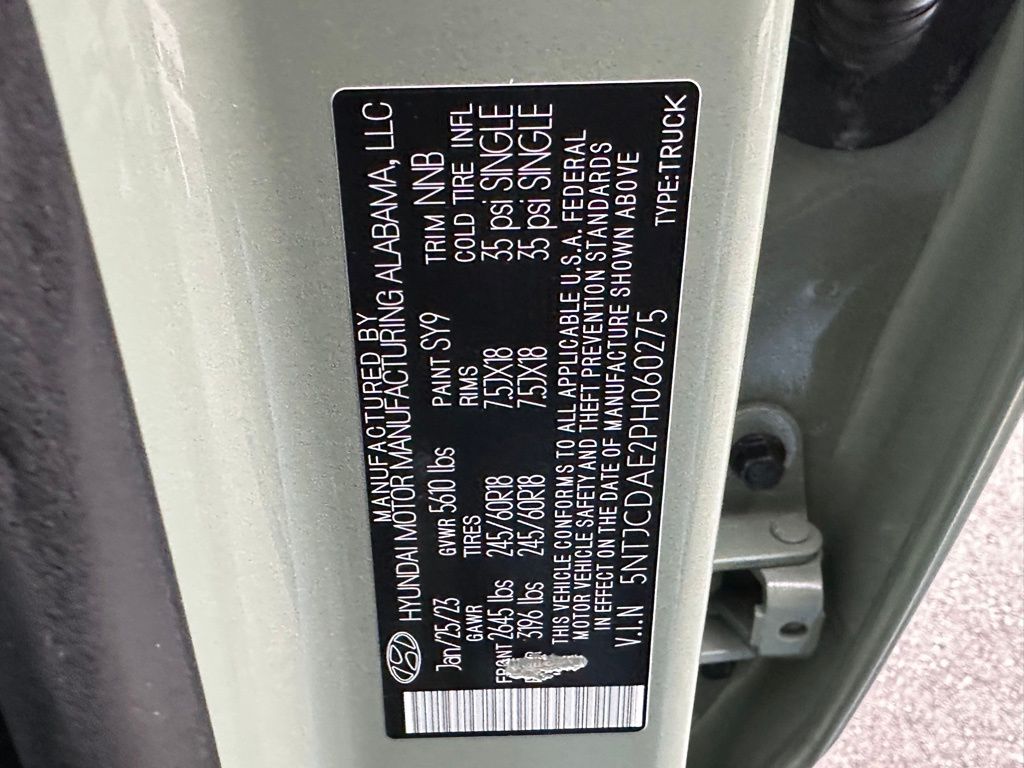 MANUFACTURED BY
HYUNDAI MOTOR MANUFACTURING ALABAMA, LLC
Jan/25/23 GVWR 5610 lbs PAINT SY9 TRIM NNB
GAWR TIRES RIMS COLD TIRE INFL
FRONT 2645 lbs 245/60R18 7.5JX18 35 psi SINGLE
3196 lbs 245/60R18 7.5JX18 35 psi SINGLE
THIS VEHICLE CONFORMS TO ALL APPLICABLE U.S.A. FEDERAL
MOTOR VEHICLE SAFETY AND THEFT PREVENTION STANDARDS
IN EFFECT ON THE DATE OF MANUFACTURE SHOWN ABOVE
V.I.N 5NTJCDAE2PH060275 TYPE:TRUCK